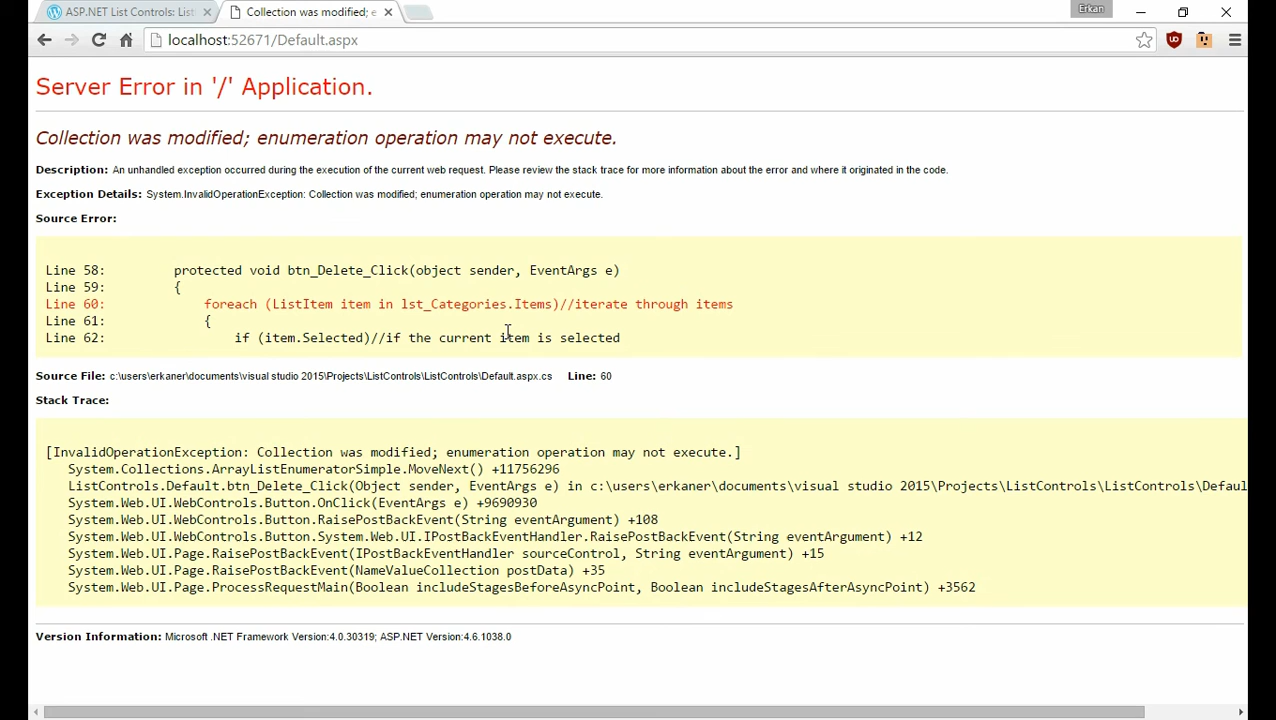 ASP.NET List Controls: List
Collection was modified; e
Erkan
localhost:52671/Default.aspx
Server Error in '/' Application.
Collection was modified; enumeration operation may not execute.
Description: An unhandled exception occurred during the execution of the current web request. Please review the stack trace for more information about the error and where it originated in the code.
Exception Details: System.InvalidOperationException: Collection was modified; enumeration operation may not execute.
Source Error:
Line 58:         protected void btn_Delete_Click(object sender, EventArgs e)
Line 59:         {
Line 60:             foreach (ListItem item in lst_Categories.Items)//iterate through items
Line 61:             {
Line 62:                 if (item.Selected)//if the current item is selected
Source File: c:\users\erkaner\documents\visual studio 2015\Projects\ListControls\ListControls\Default.aspx.cs    Line: 60
Stack Trace:
[InvalidOperationException: Collection was modified; enumeration operation may not execute.]
System.Collections.ArrayListEnumeratorSimple.MoveNext() +11756296
ListControls.Default.btn_Delete_Click(Object sender, EventArgs e) in c:\users\erkaner\documents\visual studio 2015\Projects\ListControls\ListControls\Defaul
System.Web.UI.WebControls.Button.OnClick(EventArgs e) +9690930
System.Web.UI.WebControls.Button.RaisePostBackEvent(String eventArgument) +108
System.Web.UI.WebControls.Button.System.Web.UI.IPostBackEventHandler.RaisePostBackEvent(String eventArgument) +12
System.Web.UI.Page.RaisePostBackEvent(IPostBackEventHandler sourceControl, String eventArgument) +15
System.Web.UI.Page.RaisePostBackEvent(NameValueCollection postData) +35
System.Web.UI.Page.ProcessRequestMain(Boolean includeStagesBeforeAsyncPoint, Boolean includeStagesAfterAsyncPoint) +3562
Version Information: Microsoft .NET Framework Version:4.0.30319; ASP.NET Version:4.6.1038.0